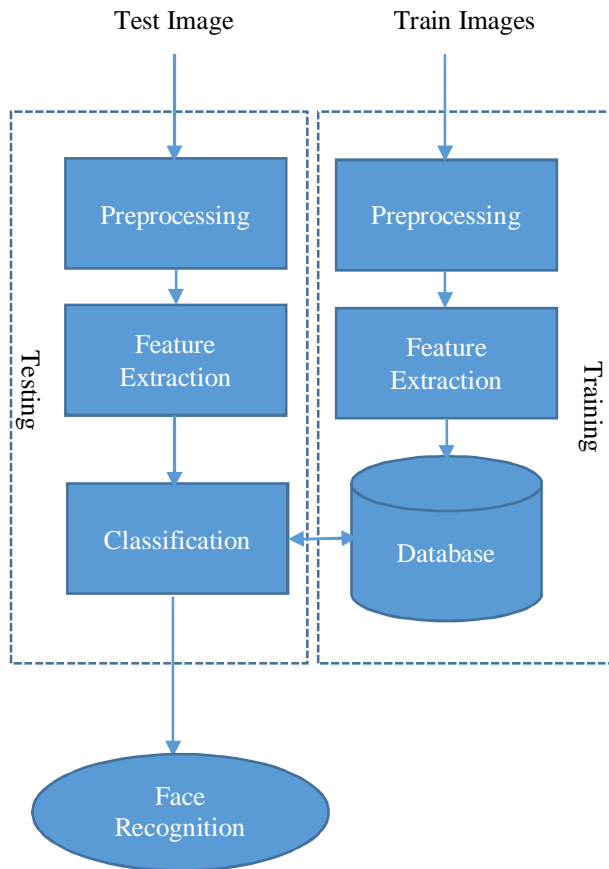 Test Image
Train Images
Preprocessing
Preprocessing
Feature
Extraction
Feature
Extraction
Testing
Training
Classification
Database
Face
Recognition